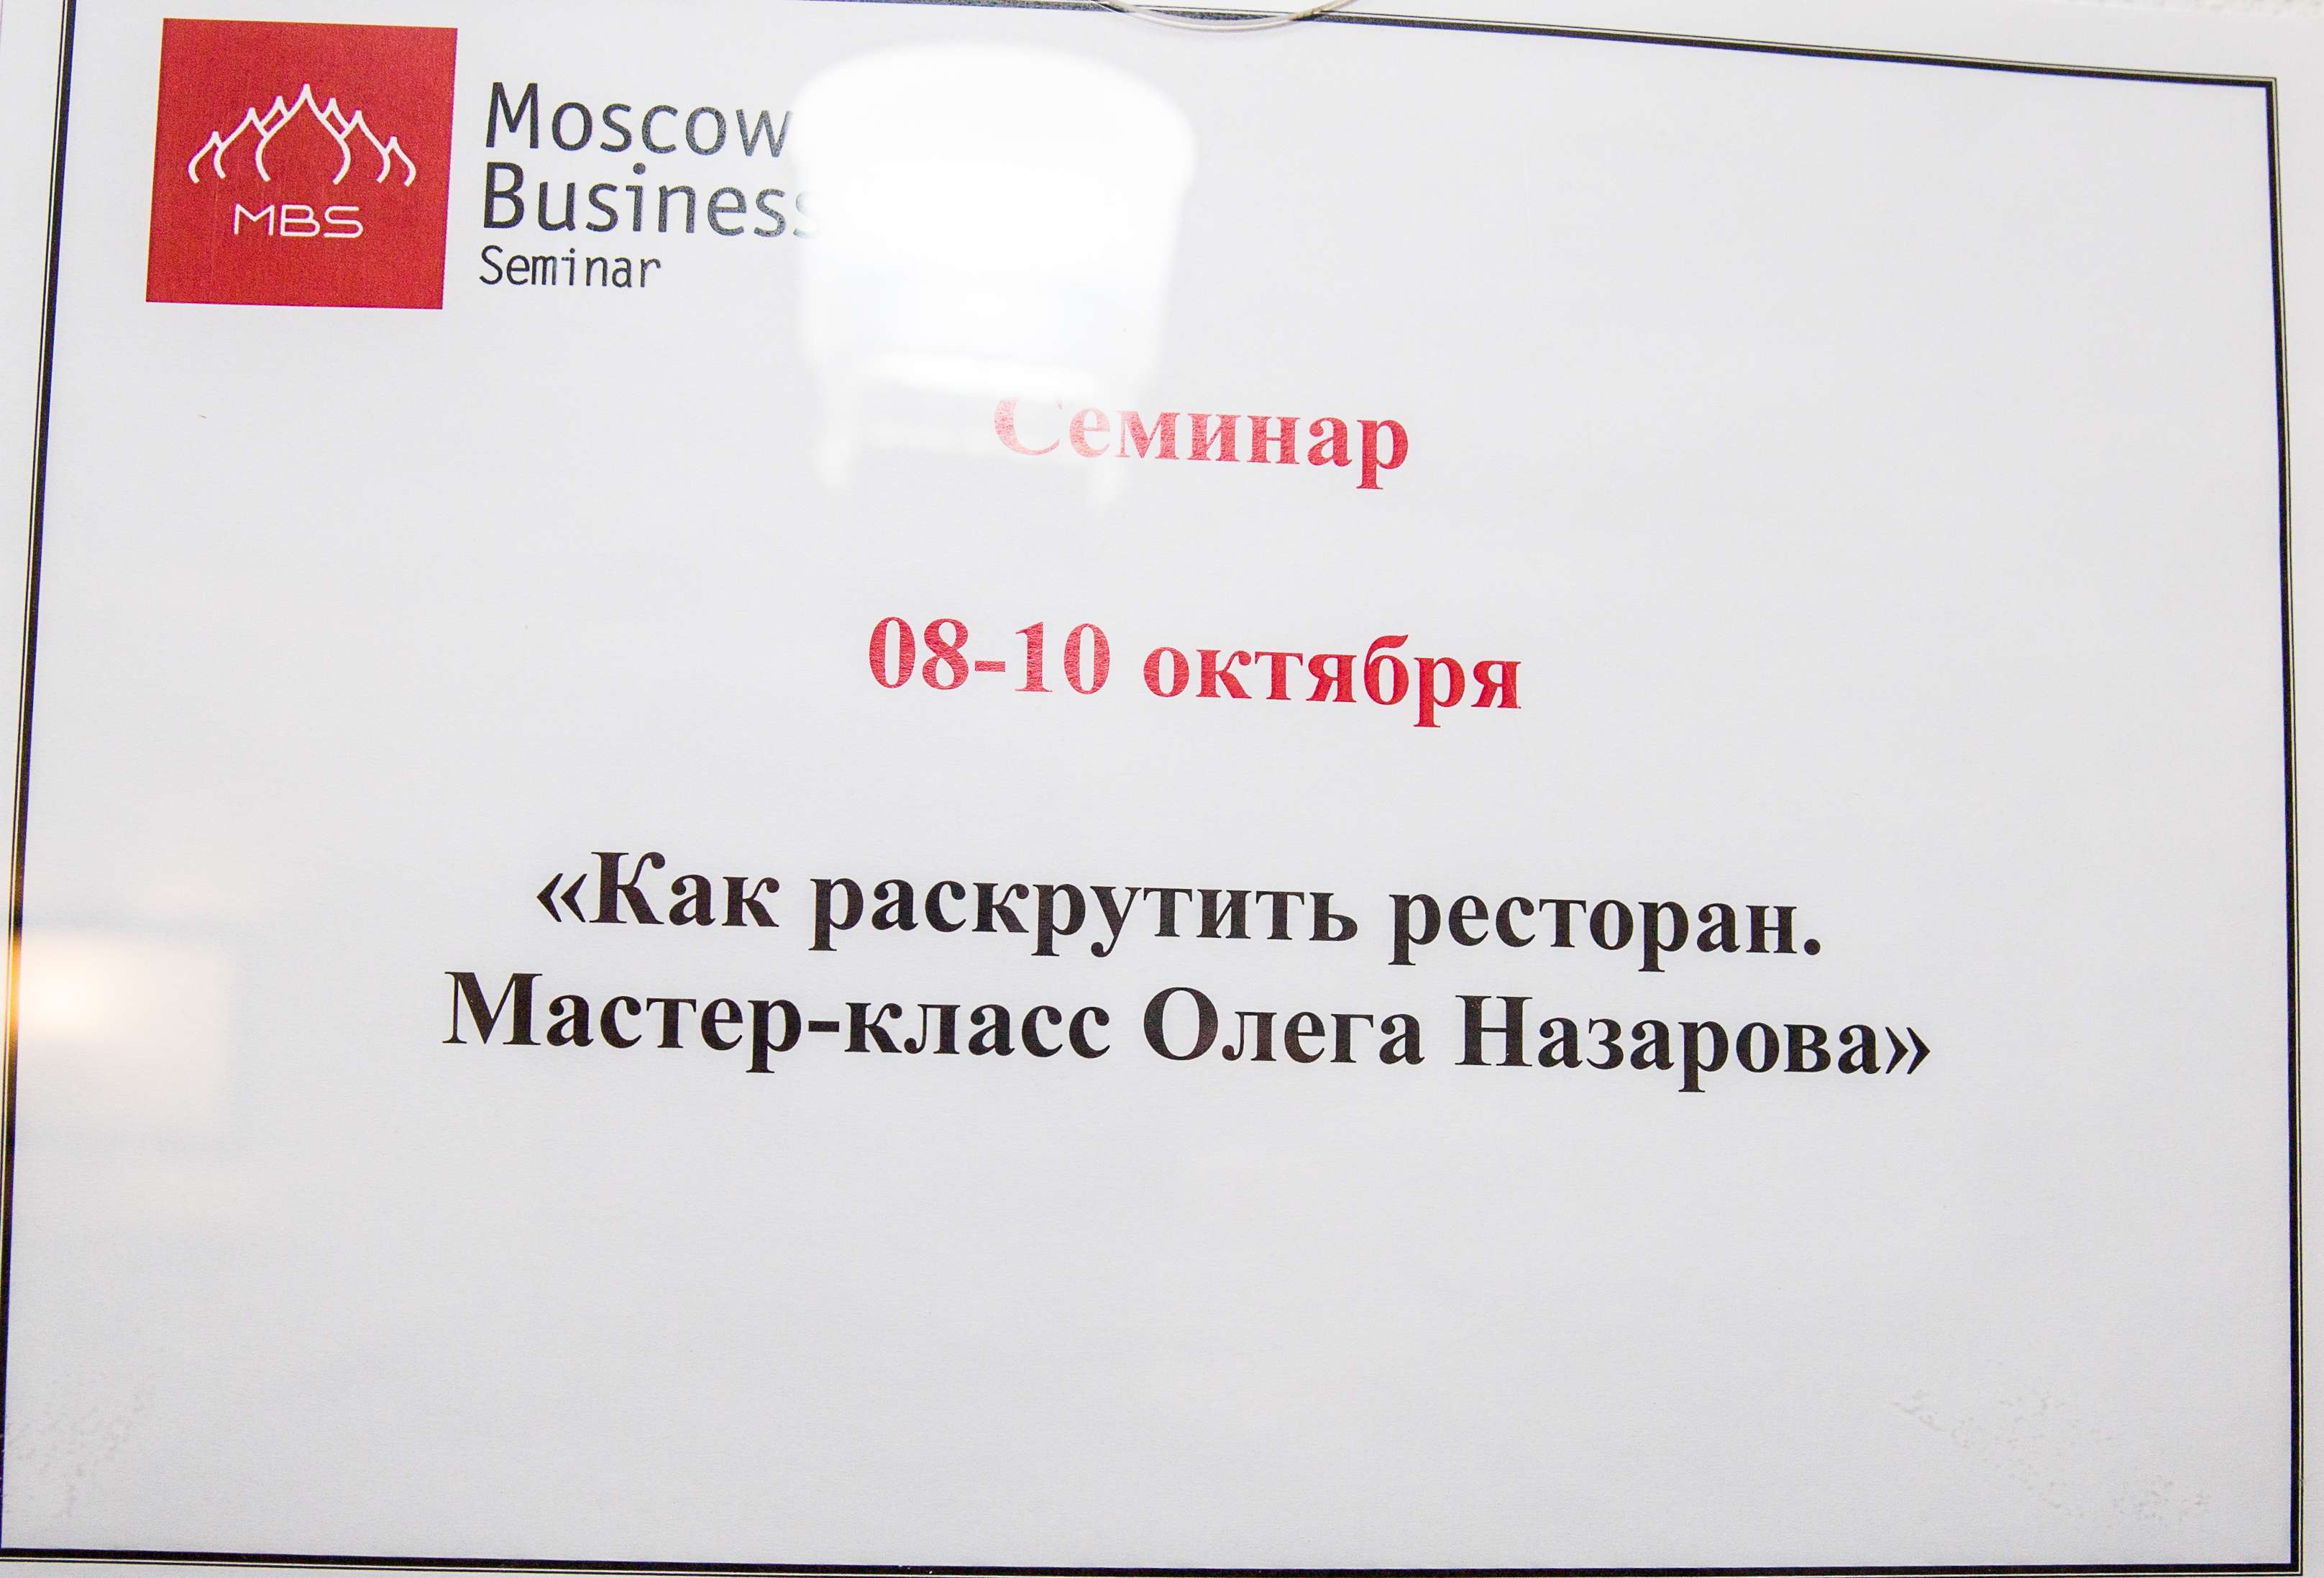 MBS
Moscow
Business
Seminar
Семинар
08-10 октября
«Как раскрутить ресторан.
Мастер-класс Олега Назарова»